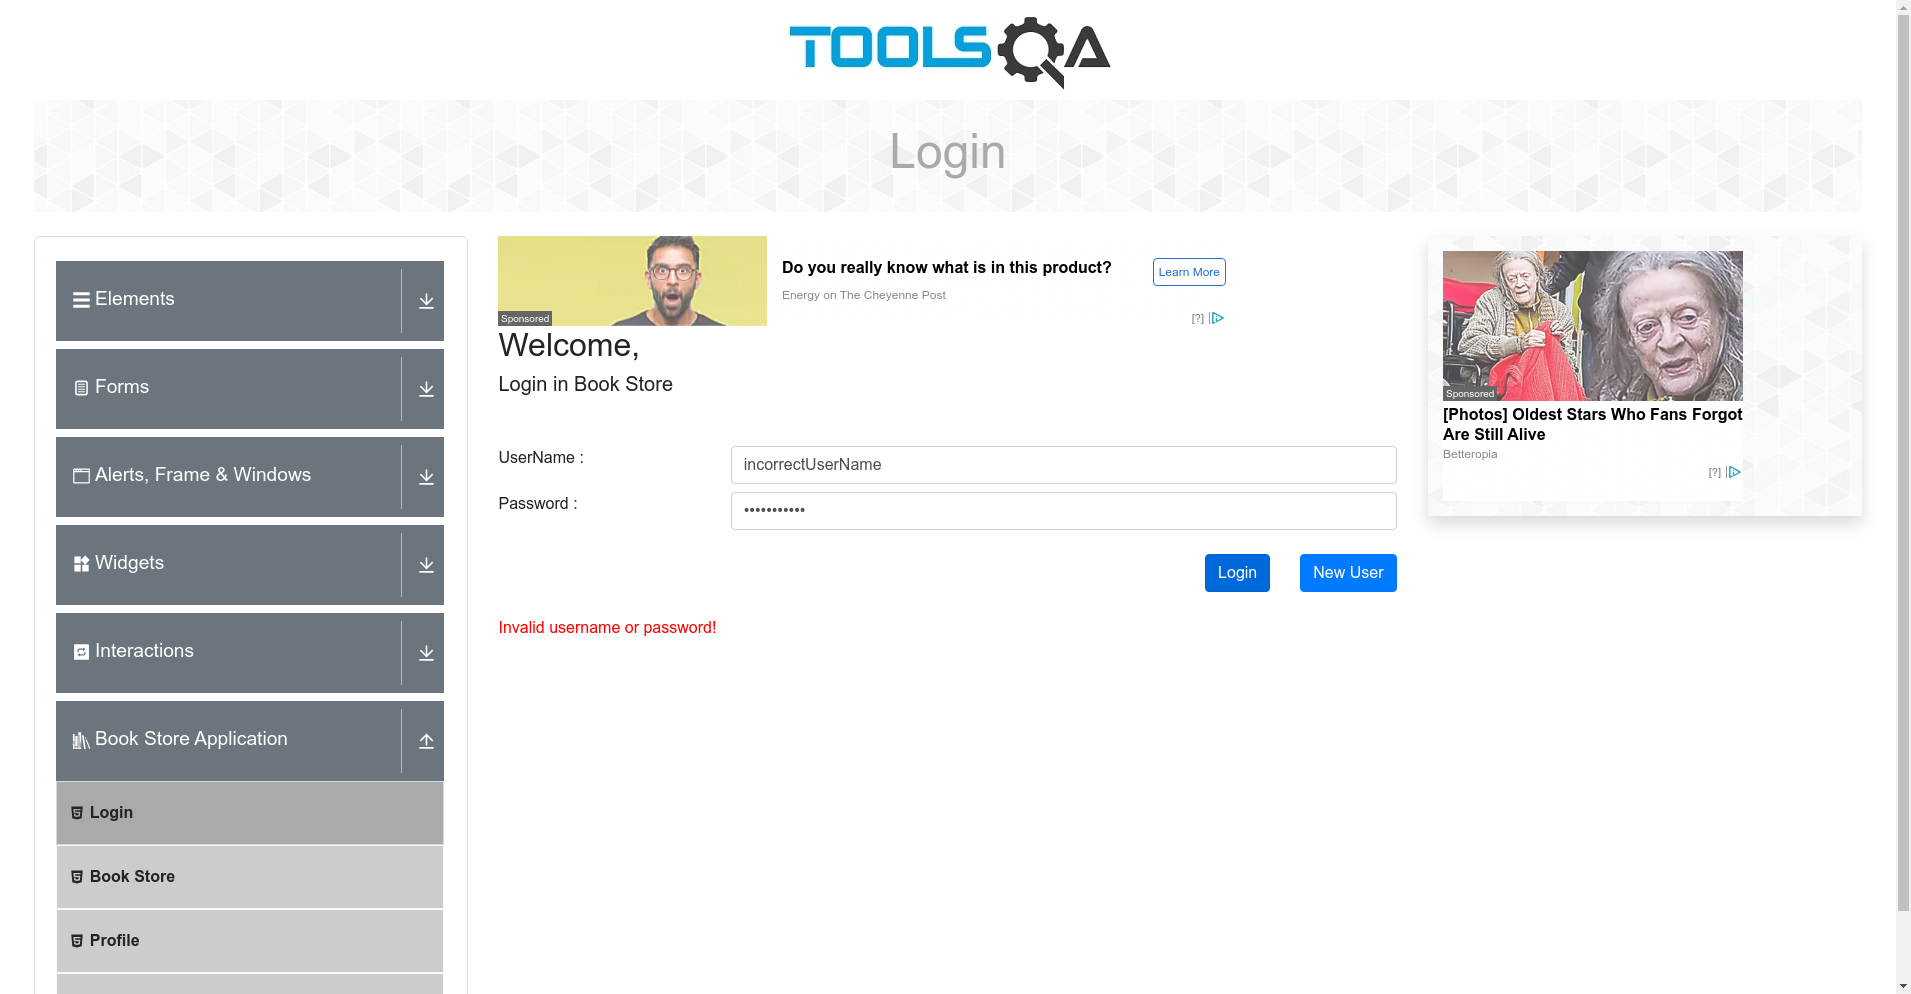 TOOLSQA
Login
Elements
Forms
Alerts, Frame & Windows
Widgets
Interactions
Book Store Application
Login
Book Store
Profile
Sponsored
Do you really know what is in this product?
Energy on The Cheyenne Post
Learn More
[?]
Welcome,
Login in Book Store
UserName :
incorrectUserName
Password :
•••••••••••
Login
New User
Invalid username or password!
Sponsored
[Photos] Oldest Stars Who Fans Forgot
Are Still Alive
Betteropia
[?]